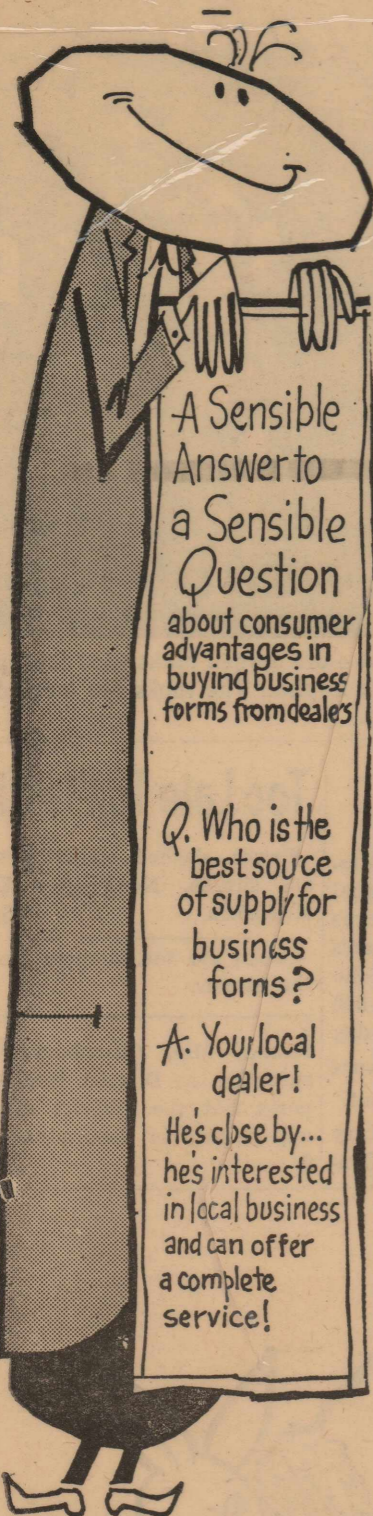 A Sensible
Answer to
a Sensible
Question
about consumer
advantages in
buying business
forms from dealers
Q. Who is the
best source
of supply for
business
forms?
A. Your local
dealer!
He's close by...
he's interested
in local business
and can offer
a complete
service!